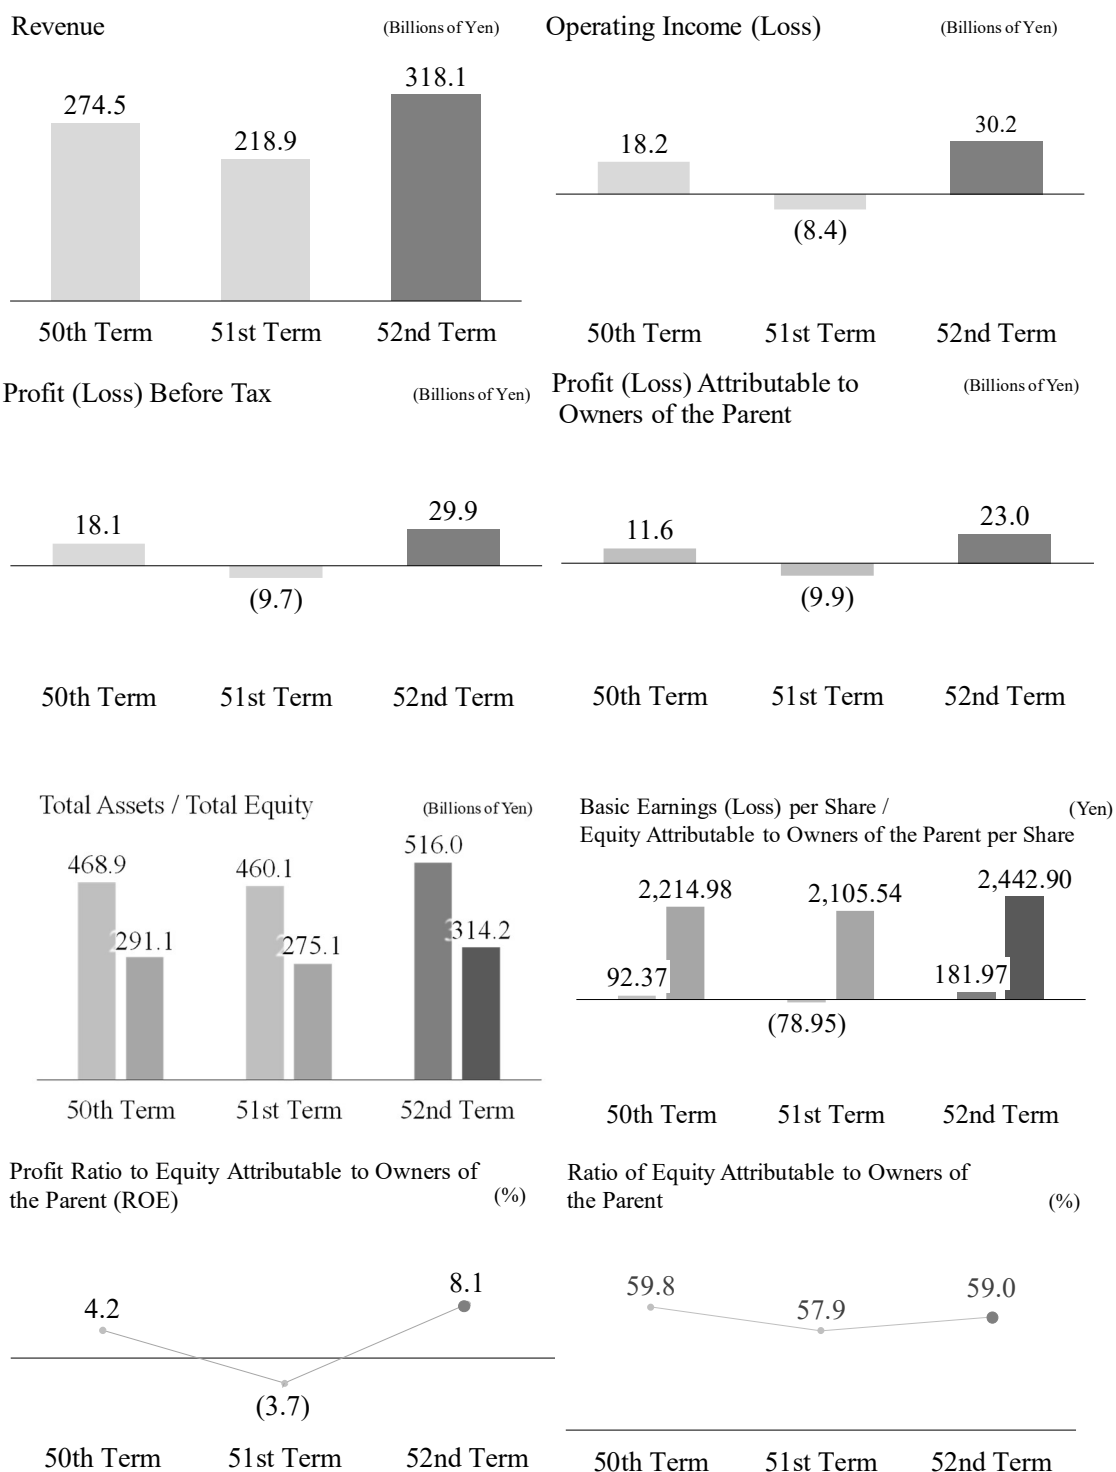 Revenue (Billions of Yen)
318.1
274.5
218.9
50th Term 51st Term 52nd Term
Operating Income (Loss) (Billions of Yen)
30.2
18.2
(8.4)
50th Term 51st Term 52nd Term
Profit (Loss) Before Tax (Billions of Yen)
29.9
18.1
(9.7)
50th Term 51st Term 52nd Term
Profit (Loss) Attributable to (Billions of Yen)
Owners of the Parent
23.0
11.6
(9.9)
50th Term 51st Term 52nd Term
Total Assets / Total Equity (Billions of Yen)
516.0
468.9 460.1
291.1 275.1 314.2
50th Term 51st Term 52nd Term
Basic Earnings (Loss) per Share / (Yen)
Equity Attributable to Owners of the Parent per Share
2,214.98 2,105.54 2,442.90
92.37 181.97
(78.95)
50th Term 51st Term 52nd Term
Profit Ratio to Equity Attributable to Owners of
the Parent (ROE) (%)
8.1
4.2
(3.7)
50th Term 51st Term 52nd Term
Ratio of Equity Attributable to Owners of
the Parent (%)
59.8 57.9 59.0
50th Term 51st Term 52nd Term